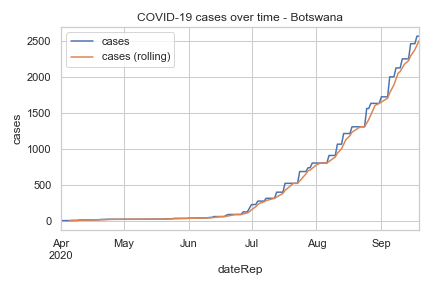 COVID-19 cases over time - Botswana
cases
cases (rolling)
2500
2000
1500
1000
500
0
cases
Apr
2020
May
Jun
Jul
Aug
Sep
dateRep